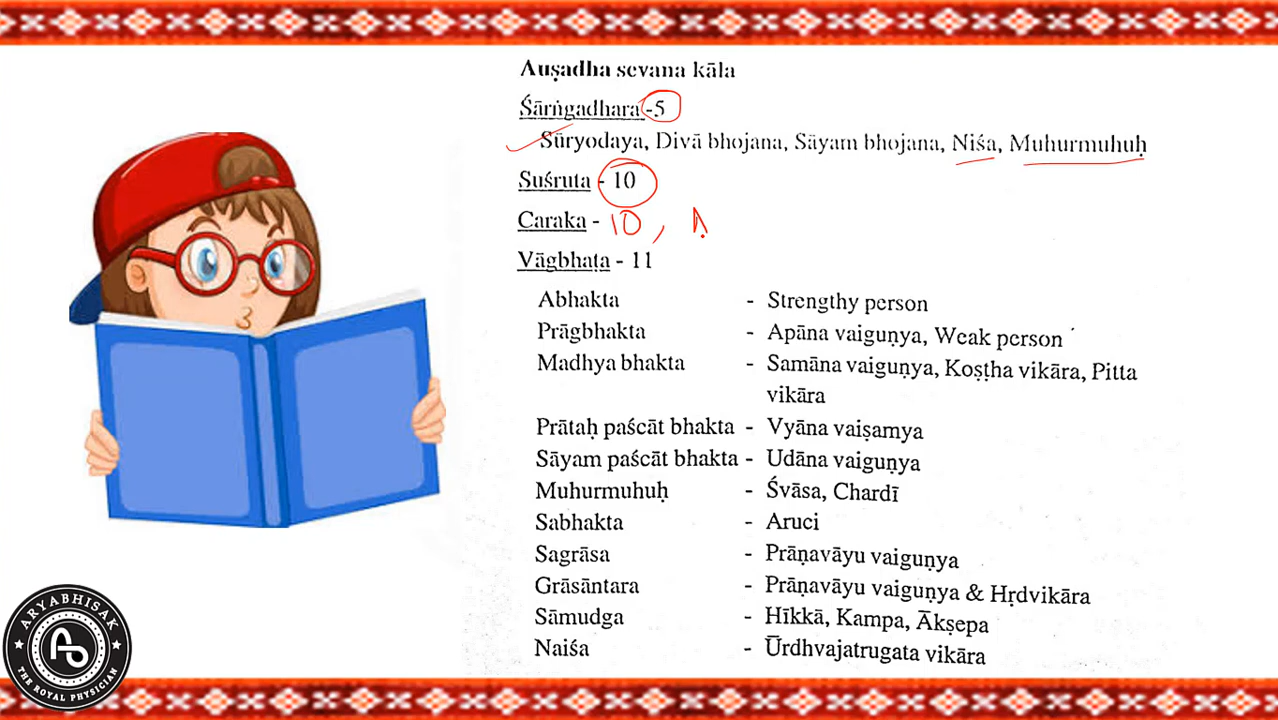 Auṣadha sevana kāla
Śārṅgadhara -5
Sūryodaya, Divā bhojana, Sāyam bhojana, Niśa, Muhurmuhuḥ
Suśruta - 10
Caraka - 10,
Vāgbhaṭa - 11
Abhakta - Strengthy person
Prāgbhakta - Apāna vaiguṇya, Weak person
Madhya bhakta - Samāna vaiguṇya, Koṣṭha vikāra, Pitta
vikāra
Prātaḥ paścāt bhakta - Vyāna vaiṣamya
Sāyam paścāt bhakta - Udāna vaiguṇya
Muhurmuhuḥ - Śvāsa, Chardī
Sabhakta - Aruci
Sagrāsa - Prāṇavāyu vaiguṇya
Grāsāntara - Prāṇavāyu vaiguṇya & Hṛdvikāra
Sāmudga - Hīkkā, Kampa, Ākṣepa
Naiśa - Ūrdhvajatrugata vikāra
ARYABHISAK
THE ROYAL PHYSICIAN